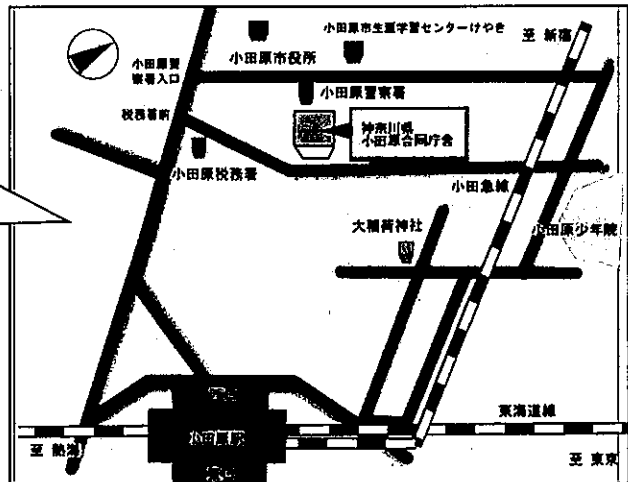 小田原市生涯学習センターけやき
至 新宿
小田原市役所
小田原警
察署入口
小田原警察署
税務署前
神奈川県
小田原合同庁舎
小田原税務署
小田急線
大稲荷神社
小田原少年院
東海道線
小田原駅
至 熱海
至 東京